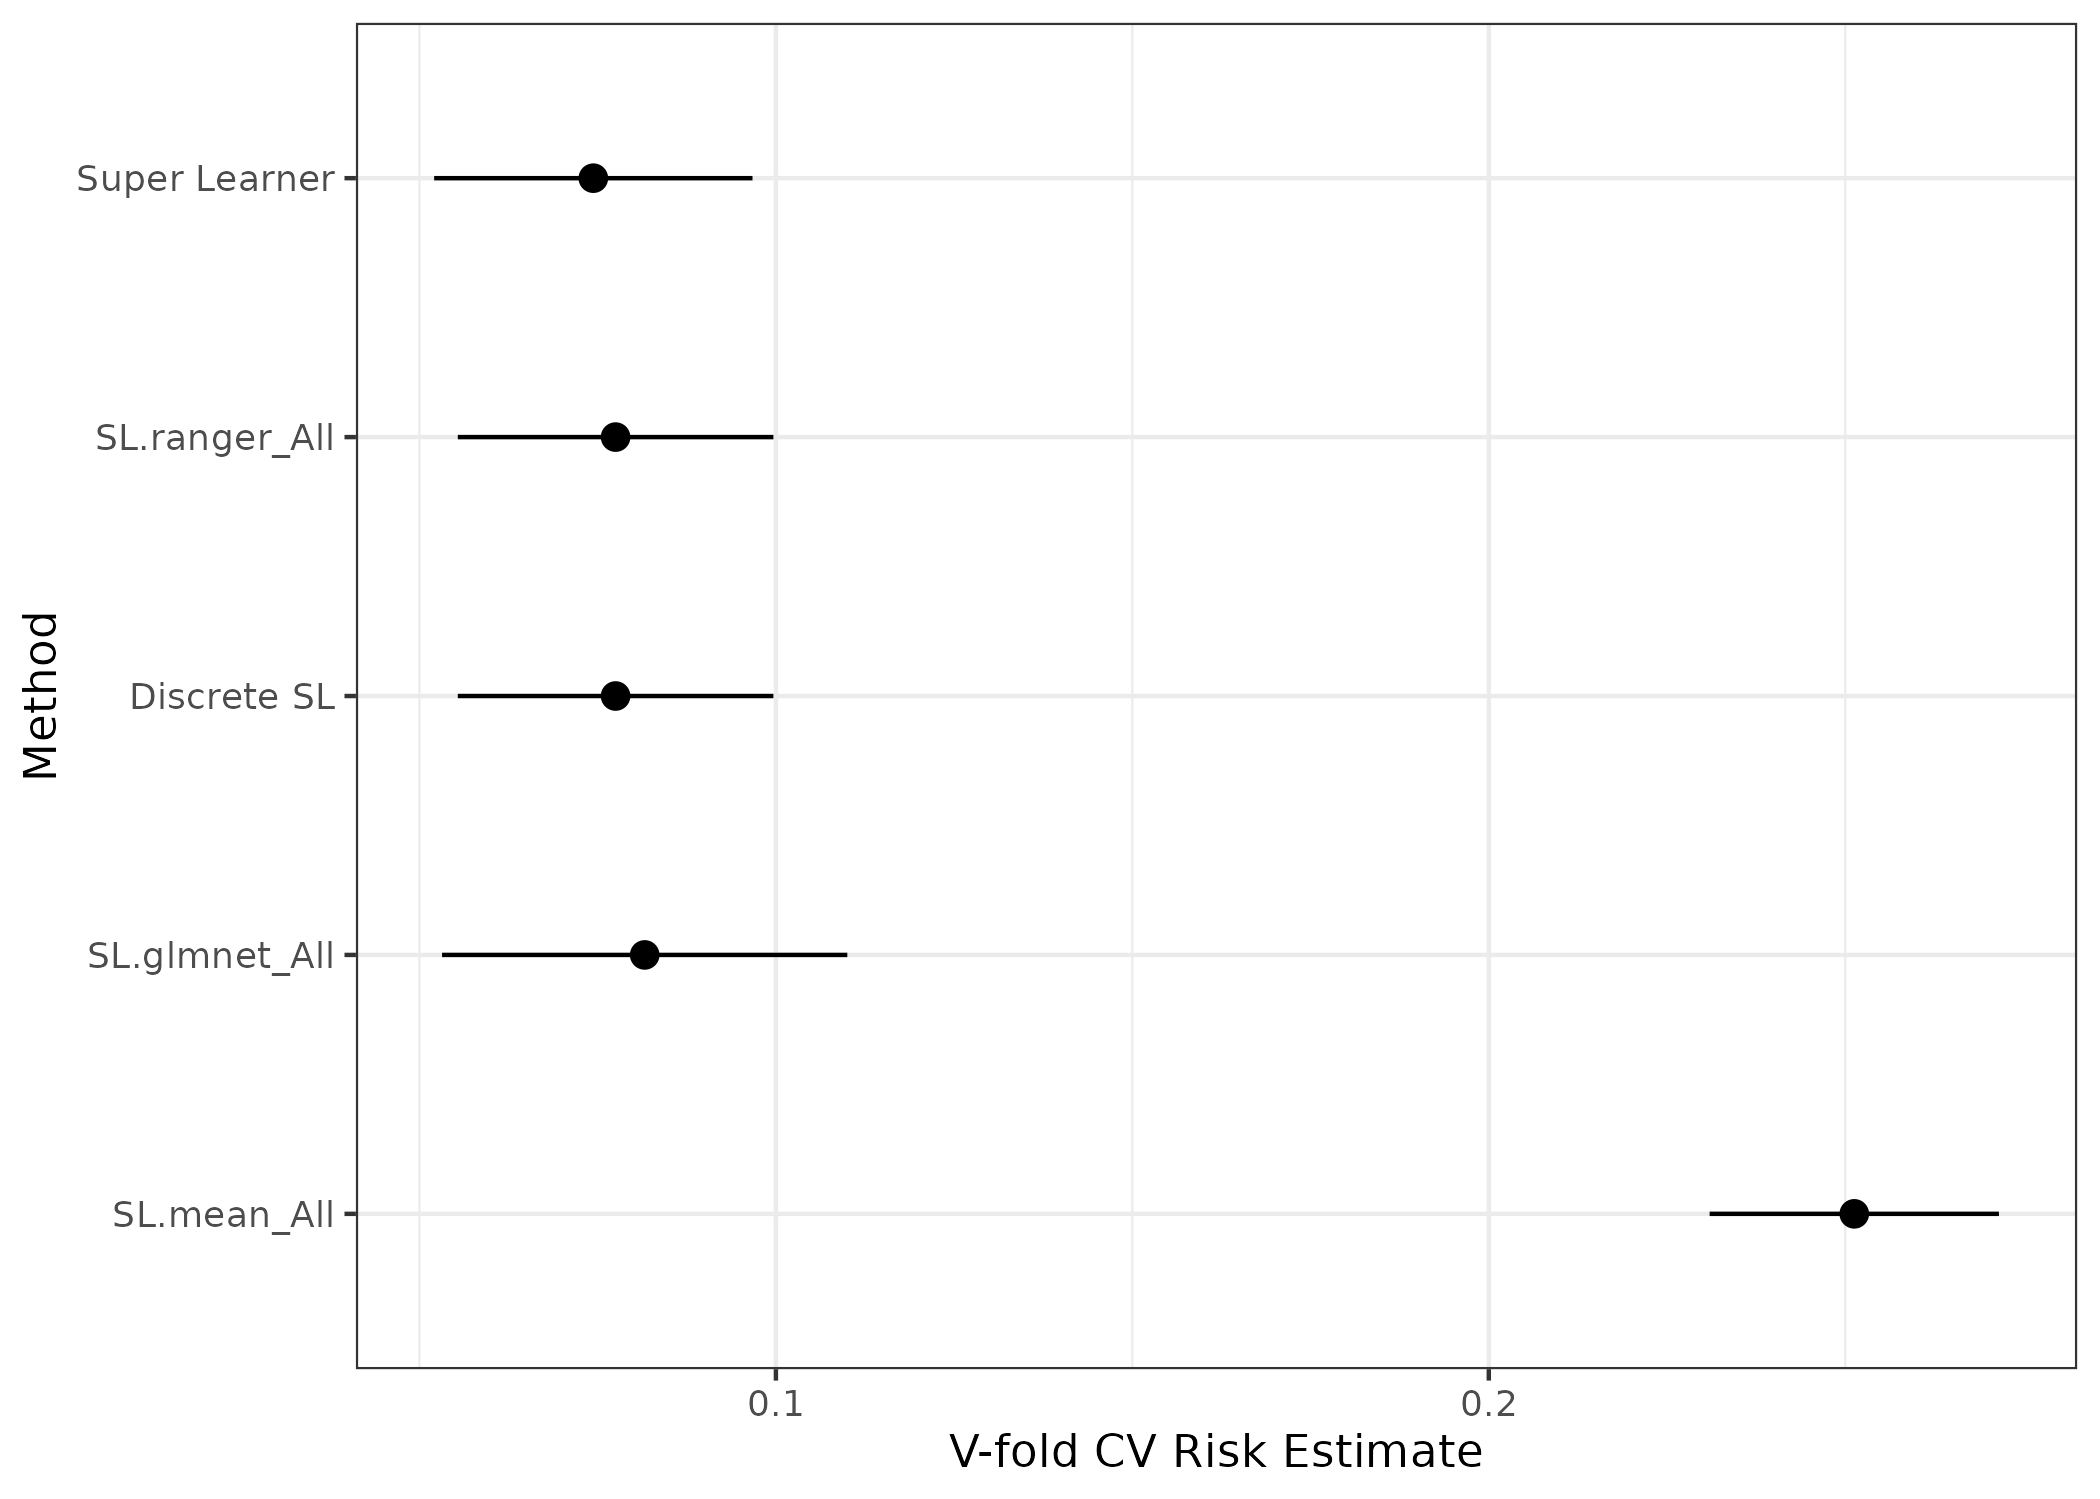 Method
Super Learner
SL.ranger_All
Discrete SL
SL.glmnet_All
SL.mean_All
0.1 0.2
V-fold CV Risk Estimate